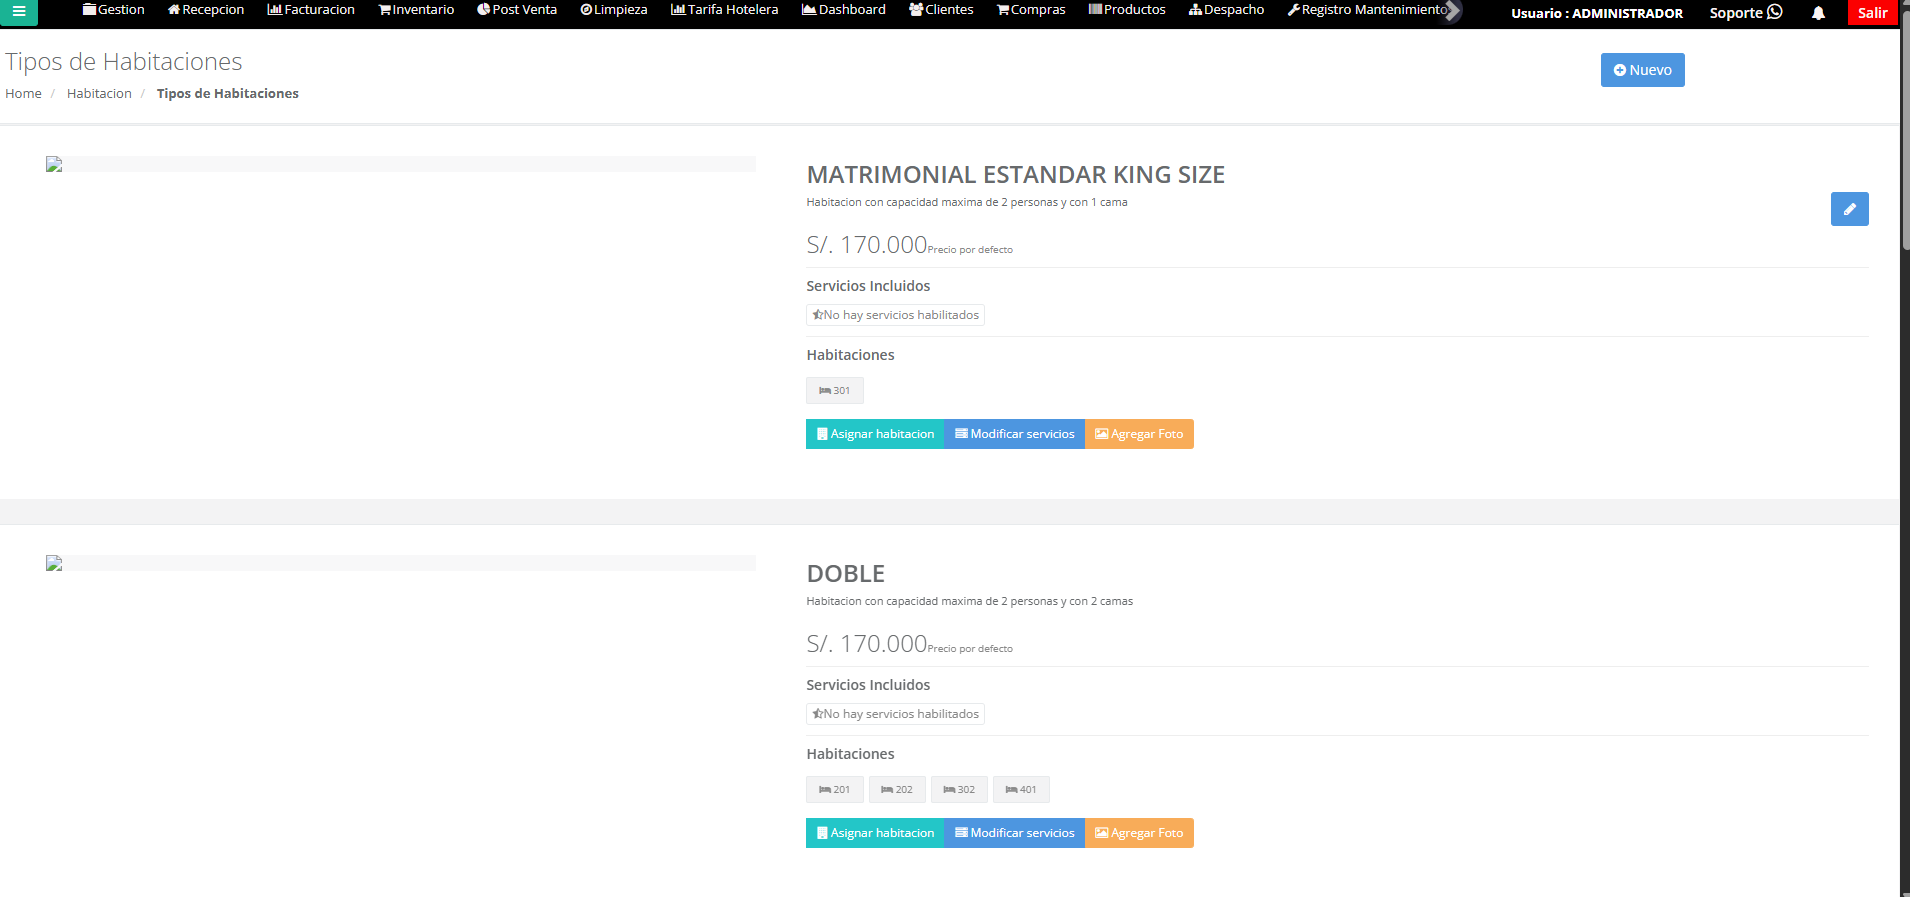 Gestion Recepcion Facturacion Inventario Post Venta Limpieza Tarifa Hotelera Dashboard Clientes Compras Productos Despacho Registro Mantenimiento Usuario : ADMINISTRADOR Soporte Salir
Tipos de Habitaciones
Nuevo
Home / Habitacion / Tipos de Habitaciones
MATRIMONIAL ESTANDAR KING SIZE
Habitacion con capacidad maxima de 2 personas y con 1 cama
S/. 170.000 Precio por defecto
Servicios Incluidos
No hay servicios habilitados
Habitaciones
301
Asignar habitacion Modificar servicios Agregar Foto
DOBLE
Habitacion con capacidad maxima de 2 personas y con 2 camas
S/. 170.000 Precio por defecto
Servicios Incluidos
No hay servicios habilitados
Habitaciones
201 202 302 401
Asignar habitacion Modificar servicios Agregar Foto